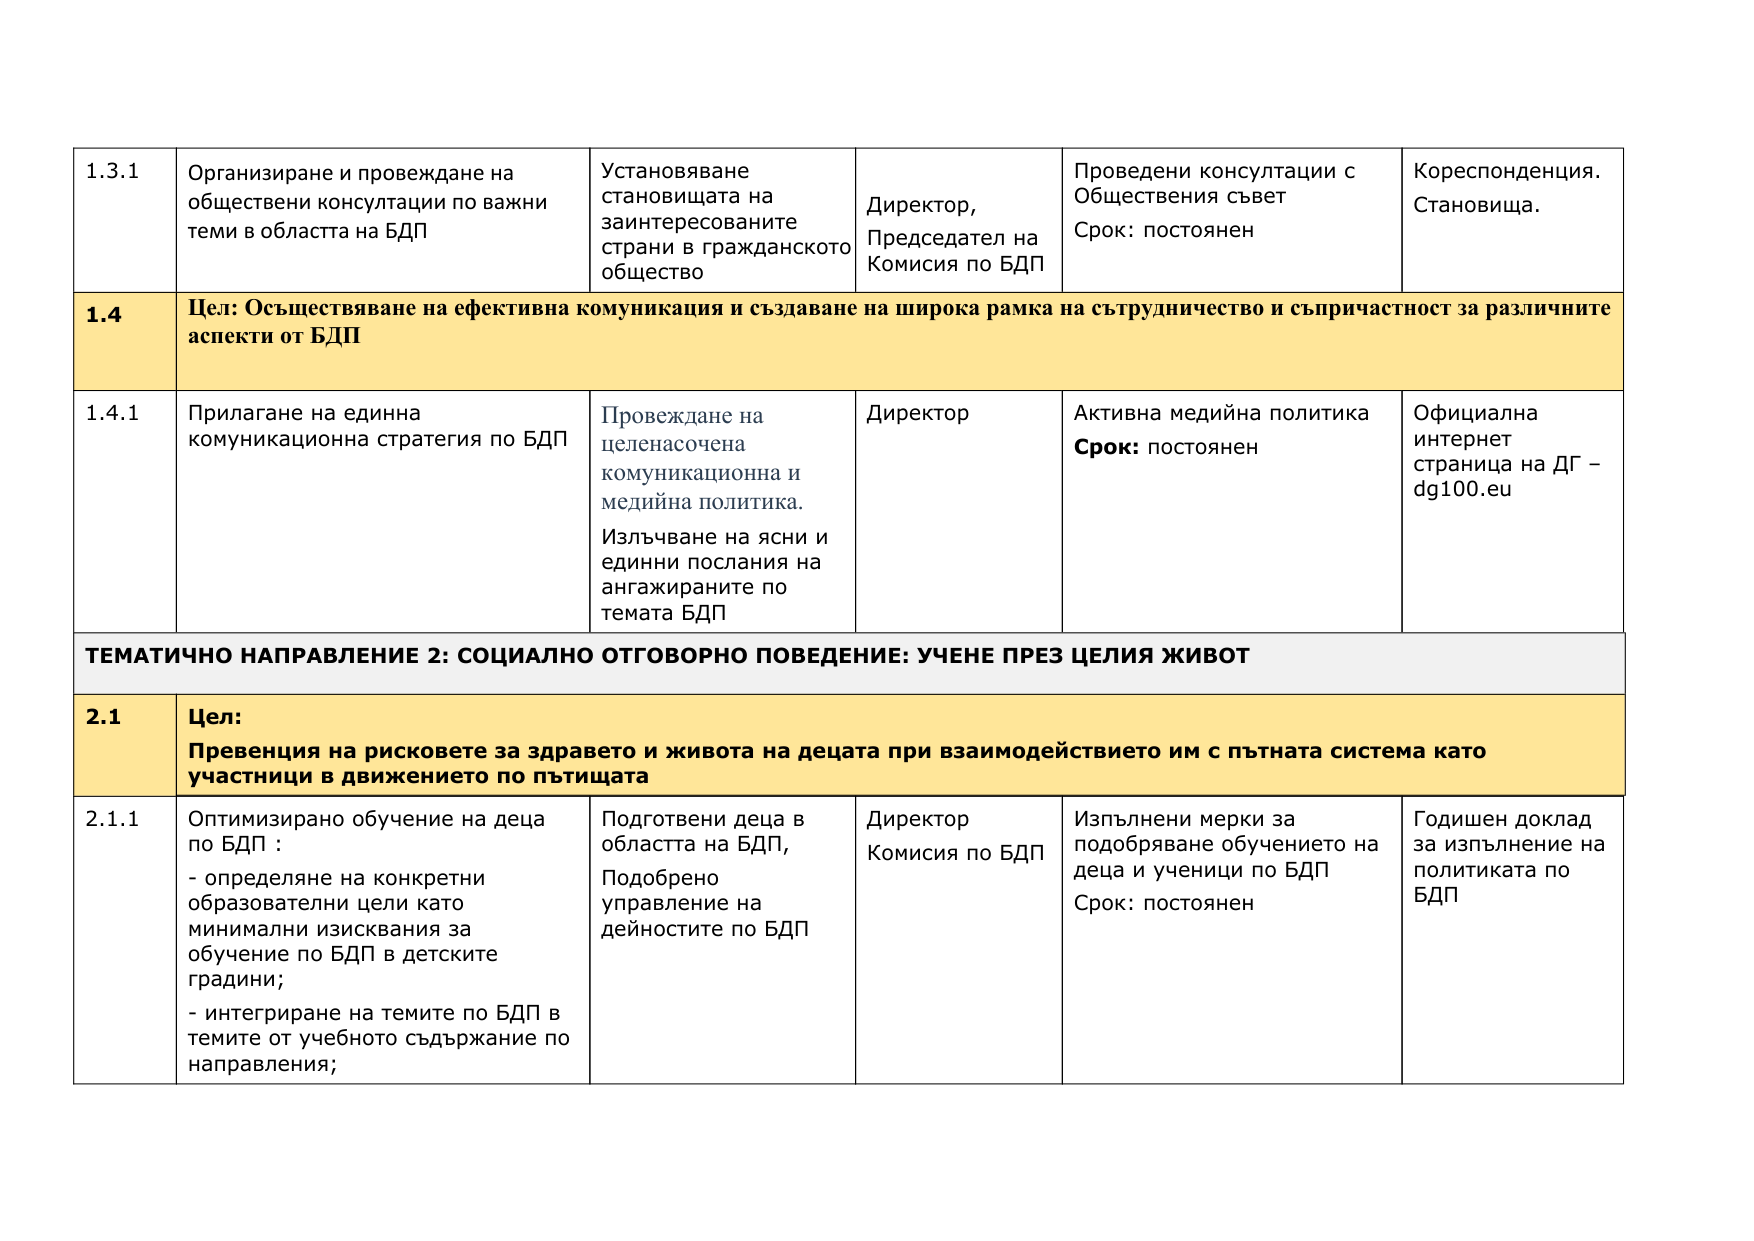 1.3.1
Организиране и провеждане на
обществени консултации по важни
теми в областта на БДП
Установяване
становищата на
заинтересованите
страни в гражданското
общество
Директор,
Председател на
Комисия по БДП
Проведени консултации с
Обществения съвет
Срок: постоянен
Кореспонденция.
Становища.
1.4
Цел: Осъществяване на ефективна комуникация и създаване на широка рамка на сътрудничество и съпричастност за различните
аспекти от БДП
1.4.1
Прилагане на единна
комуникационна стратегия по БДП
Провеждане на
целенасочена
комуникационна и
медийна политика.
Излъчване на ясни и
единни послания на
ангажираните по
темата БДП
Директор
Активна медийна политика
Срок: постоянен
Официална
интернет
страница на ДГ –
dg100.eu
ТЕМАТИЧНО НАПРАВЛЕНИЕ 2: СОЦИАЛНО ОТГОВОРНО ПОВЕДЕНИЕ: УЧЕНЕ ПРЕЗ ЦЕЛИЯ ЖИВОТ
2.1
Цел:
Превенция на рисковете за здравето и живота на децата при взаимодействието им с пътната система като
участници в движението по пътищата
2.1.1
Оптимизирано обучение на деца
по БДП :
- определяне на конкретни
образователни цели като
минимални изисквания за
обучение по БДП в детските
градини;
- интегриране на темите по БДП в
темите от учебното съдържание по
направления;
Подготвени деца в
областта на БДП,
Подобрено
управление на
дейностите по БДП
Директор
Комисия по БДП
Изпълнени мерки за
подобряване обучението на
деца и ученици по БДП
Срок: постоянен
Годишен доклад
за изпълнение на
политиката по
БДП